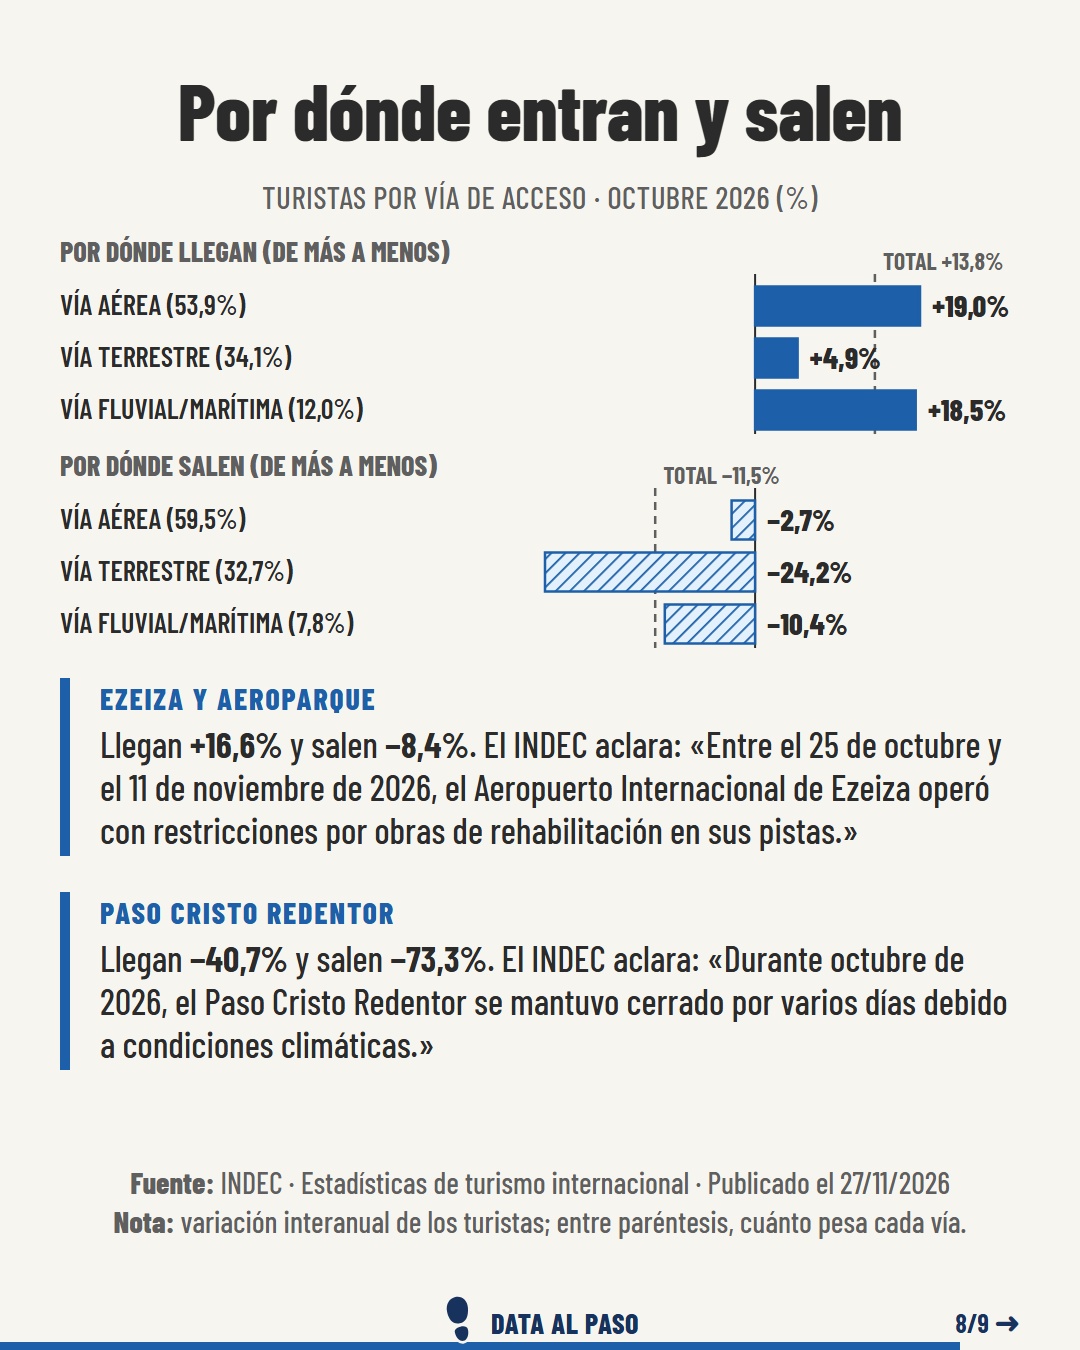 Por dónde entran y salen
TURISTAS POR VÍA DE ACCESO · OCTUBRE 2026 (%)
POR DÓNDE LLEGAN (DE MÁS A MENOS)
TOTAL +13,8%
VÍA AÉREA (53,9%)
+19,0%
VÍA TERRESTRE (34,1%)
+4,9%
VÍA FLUVIAL/MARÍTIMA (12,0%)
+18,5%
POR DÓNDE SALEN (DE MÁS A MENOS)
TOTAL −11,5%
VÍA AÉREA (59,5%)
−2,7%
VÍA TERRESTRE (32,7%)
−24,2%
VÍA FLUVIAL/MARÍTIMA (7,8%)
−10,4%
EZEIZA Y AEROPARQUE
Llegan +16,6% y salen −8,4%. El INDEC aclara: «Entre el 25 de octubre y
el 11 de noviembre de 2026, el Aeropuerto Internacional de Ezeiza operó
con restricciones por obras de rehabilitación en sus pistas.»
PASO CRISTO REDENTOR
Llegan −40,7% y salen −73,3%. El INDEC aclara: «Durante octubre de
2026, el Paso Cristo Redentor se mantuvo cerrado por varios días debido
a condiciones climáticas.»
Fuente: INDEC · Estadísticas de turismo internacional · Publicado el 27/11/2026
Nota: variación interanual de los turistas; entre paréntesis, cuánto pesa cada vía.
DATA AL PASO
8/9 →